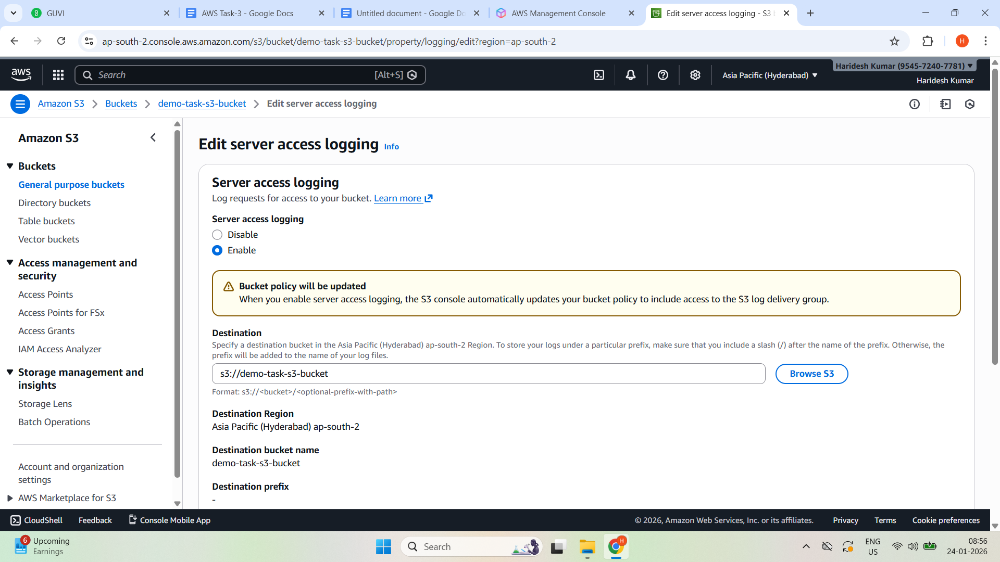 GUVI
AWS Task-3 - Google Docs
Untitled document - Google Do
AWS Management Console
Edit server access logging - S3 b
ap-south-2.console.aws.amazon.com/s3/bucket/demo-task-s3-bucket/property/logging/edit?region=ap-south-2
H
aws
Search
[Alt+S]
Asia Pacific (Hyderabad) ▼
Haridesh Kumar (9545-7240-7781) ▼
Haridesh Kumar
Amazon S3 > Buckets > demo-task-s3-bucket > Edit server access logging
Amazon S3
Buckets
General purpose buckets
Directory buckets
Table buckets
Vector buckets
Access management and
security
Access Points
Access Points for FSx
Access Grants
IAM Access Analyzer
Storage management and
insights
Storage Lens
Batch Operations
Account and organization
settings
AWS Marketplace for S3
Edit server access logging Info
Server access logging
Log requests for access to your bucket. Learn more
Server access logging
Disable
Enable
Bucket policy will be updated
When you enable server access logging, the S3 console automatically updates your bucket policy to include access to the S3 log delivery group.
Destination
Specify a destination bucket in the Asia Pacific (Hyderabad) ap-south-2 Region. To store your logs under a particular prefix, make sure that you include a slash (/) after the name of the prefix. Otherwise, the
prefix will be added to the name of your log files.
s3://demo-task-s3-bucket
Browse S3
Format: s3://<bucket>/<optional-prefix-with-path>
Destination Region
Asia Pacific (Hyderabad) ap-south-2
Destination bucket name
demo-task-s3-bucket
Destination prefix
-
CloudShell
Feedback
Console Mobile App
© 2026, Amazon Web Services, Inc. or its affiliates.
Privacy
Terms
Cookie preferences
6
Upcoming
Earnings
Search
H
ENG
US
08:56
24-01-2026